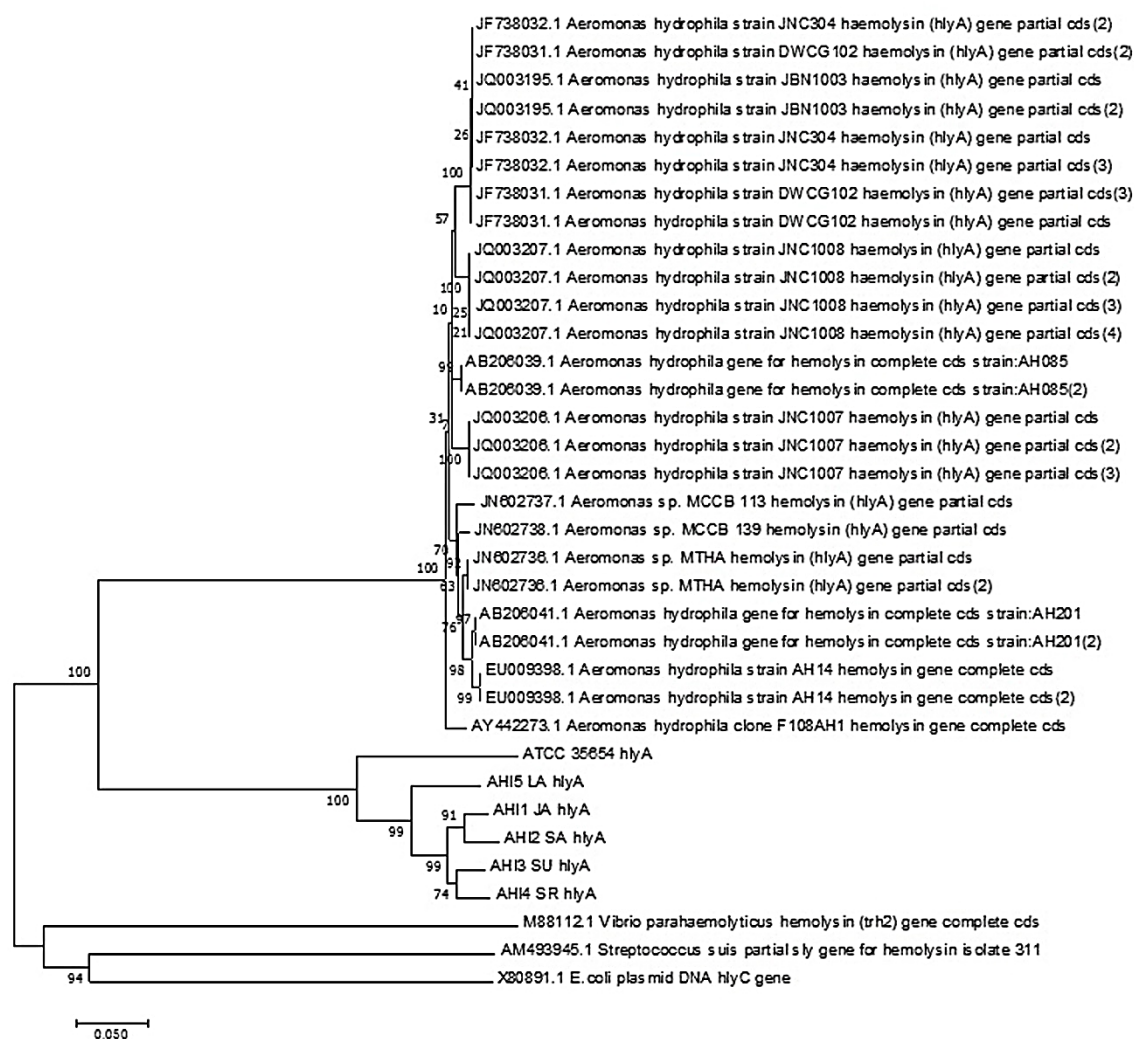 JF738032.1 Aeromonas hydrophila strain JNC304 haemolysin (hlyA) gene partial cds(2)
JF738031.1 Aeromonas hydrophila strain DWCG102 haemolysin (hlyA) gene partial cds(2)
41
JQ003195.1 Aeromonas hydrophila strain JBN1003 haemolysin (hlyA) gene partial cds
JQ003195.1 Aeromonas hydrophila strain JBN1003 haemolysin (hlyA) gene partial cds(2)
26
JF738032.1 Aeromonas hydrophila strain JNC304 haemolysin (hlyA) gene partial cds
JF738032.1 Aeromonas hydrophila strain JNC304 haemolysin (hlyA) gene partial cds(3)
100
JF738031.1 Aeromonas hydrophila strain DWCG102 haemolysin (hlyA) gene partial cds(3)
57
JF738031.1 Aeromonas hydrophila strain DWCG102 haemolysin (hlyA) gene partial cds
JQ003207.1 Aeromonas hydrophila strain JNC1008 haemolysin (hlyA) gene partial cds
JQ003207.1 Aeromonas hydrophila strain JNC1008 haemolysin (hlyA) gene partial cds(2)
100
10
25
JQ003207.1 Aeromonas hydrophila strain JNC1008 haemolysin (hlyA) gene partial cds(3)
21
JQ003207.1 Aeromonas hydrophila strain JNC1008 haemolysin (hlyA) gene partial cds(4)
99
AB206039.1 Aeromonas hydrophila gene for hemolysin complete cds strain:AH085
AB206039.1 Aeromonas hydrophila gene for hemolysin complete cds strain:AH085(2)
31
7
JQ003206.1 Aeromonas hydrophila strain JNC1007 haemolysin (hlyA) gene partial cds
JQ003206.1 Aeromonas hydrophila strain JNC1007 haemolysin (hlyA) gene partial cds(2)
100
JQ003206.1 Aeromonas hydrophila strain JNC1007 haemolysin (hlyA) gene partial cds(3)
JN602737.1 Aeromonas sp. MCCB 113 hemolysin (hlyA) gene partial cds
JN602738.1 Aeromonas sp. MCCB 139 hemolysin (hlyA) gene partial cds
70
100
JN602736.1 Aeromonas sp. MTHA hemolysin (hlyA) gene partial cds
63
JN602736.1 Aeromonas sp. MTHA hemolysin (hlyA) gene partial cds(2)
76
97
AB206041.1 Aeromonas hydrophila gene for hemolysin complete cds strain:AH201
AB206041.1 Aeromonas hydrophila gene for hemolysin complete cds strain:AH201(2)
98
EU009398.1 Aeromonas hydrophila strain AH14 hemolysin gene complete cds
99
EU009398.1 Aeromonas hydrophila strain AH14 hemolysin gene complete cds(2)
100
AY442273.1 Aeromonas hydrophila clone F108AH1 hemolysin gene complete cds
ATCC 35654 hlyA
AHI5 LA hlyA
100
AHI1 JA hlyA
91
99
AHI2 SA hlyA
99
AHI3 SU hlyA
74
AHI4 SR hlyA
M88112.1 Vibrio parahaemolyticus hemolysin (trh2) gene complete cds
AM493945.1 Streptococcus suis partial sly gene for hemolysin isolate 311
94
X80891.1 E.coli plasmid DNA hlyC gene
0.050